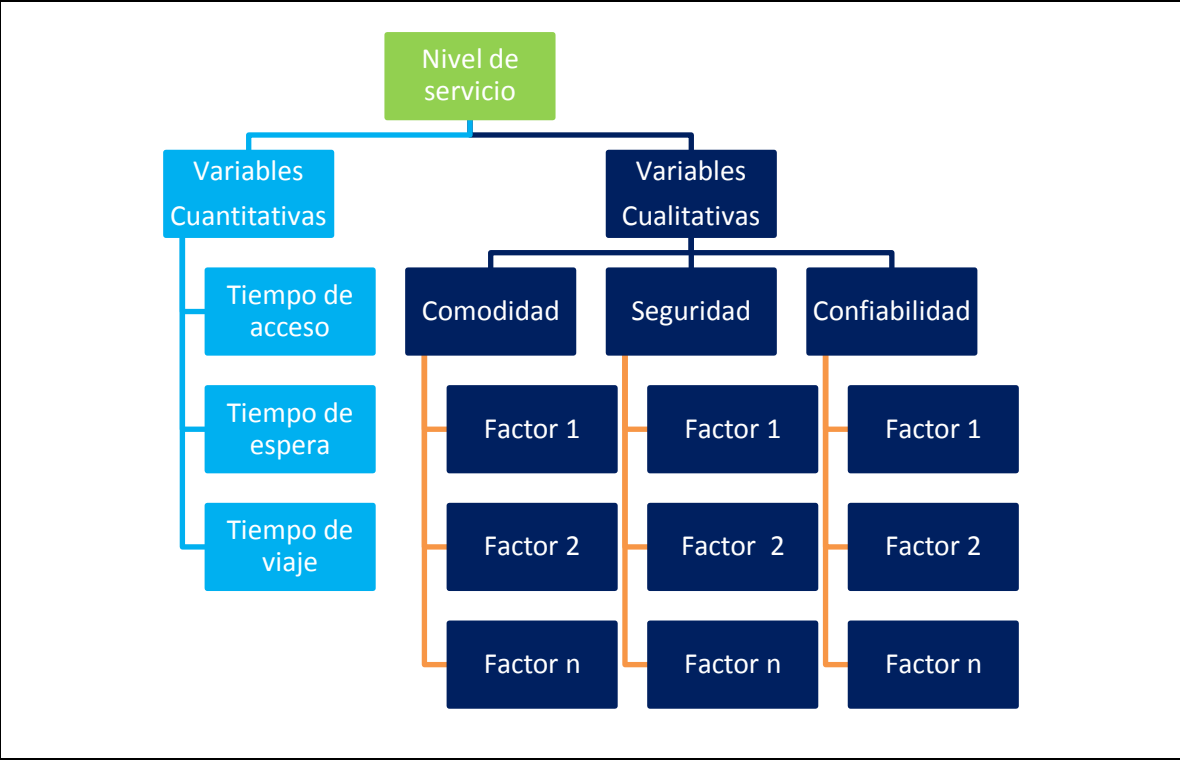 Nivel de
servicio
Variables
Cuantitativas
Variables
Cualitativas
Tiempo de
acceso
Tiempo de
espera
Tiempo de
viaje
Comodidad
Factor 1
Factor 2
Factor n
Seguridad
Factor 1
Factor  2
Factor n
Confiabilidad
Factor 1
Factor 2
Factor n